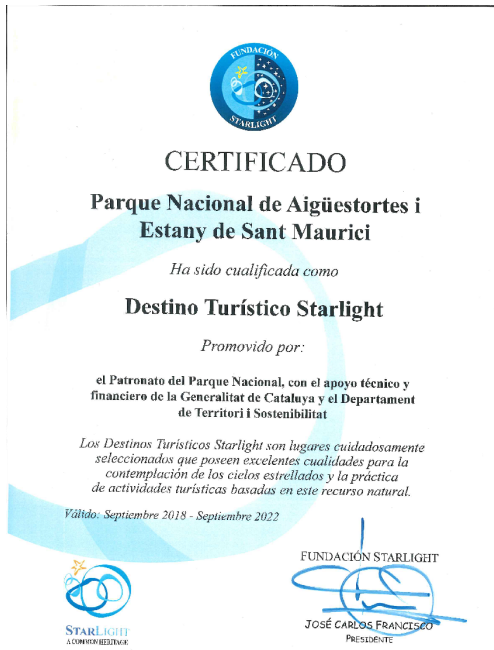 FUNDACIÓN
STARLIGHT
CERTIFICADO
Parque Nacional de Aigüestortes i
Estany de Sant Maurici
Ha sido cualificada como
Destino Turístico Starlight
Promovido por:
el Patronato del Parque Nacional, con el apoyo técnico y
financiero de la Generalitat de Cataluya y el Departament
de Territori i Sostenibilitat
Los Destinos Turísticos Starlight son lugares cuidadosamente
seleccionados que poseen excelentes cualidades para la
contemplación de los cielos estrellados y la práctica
de actividades turísticas basadas en este recurso natural.
Válido: Septiembre 2018 - Septiembre 2022
FUNDACIÓN STARLIGHT
JOSÉ CARLOS FRANCISCO
PRESIDENTE
STARLIGHT
A COMMON HERITAGE